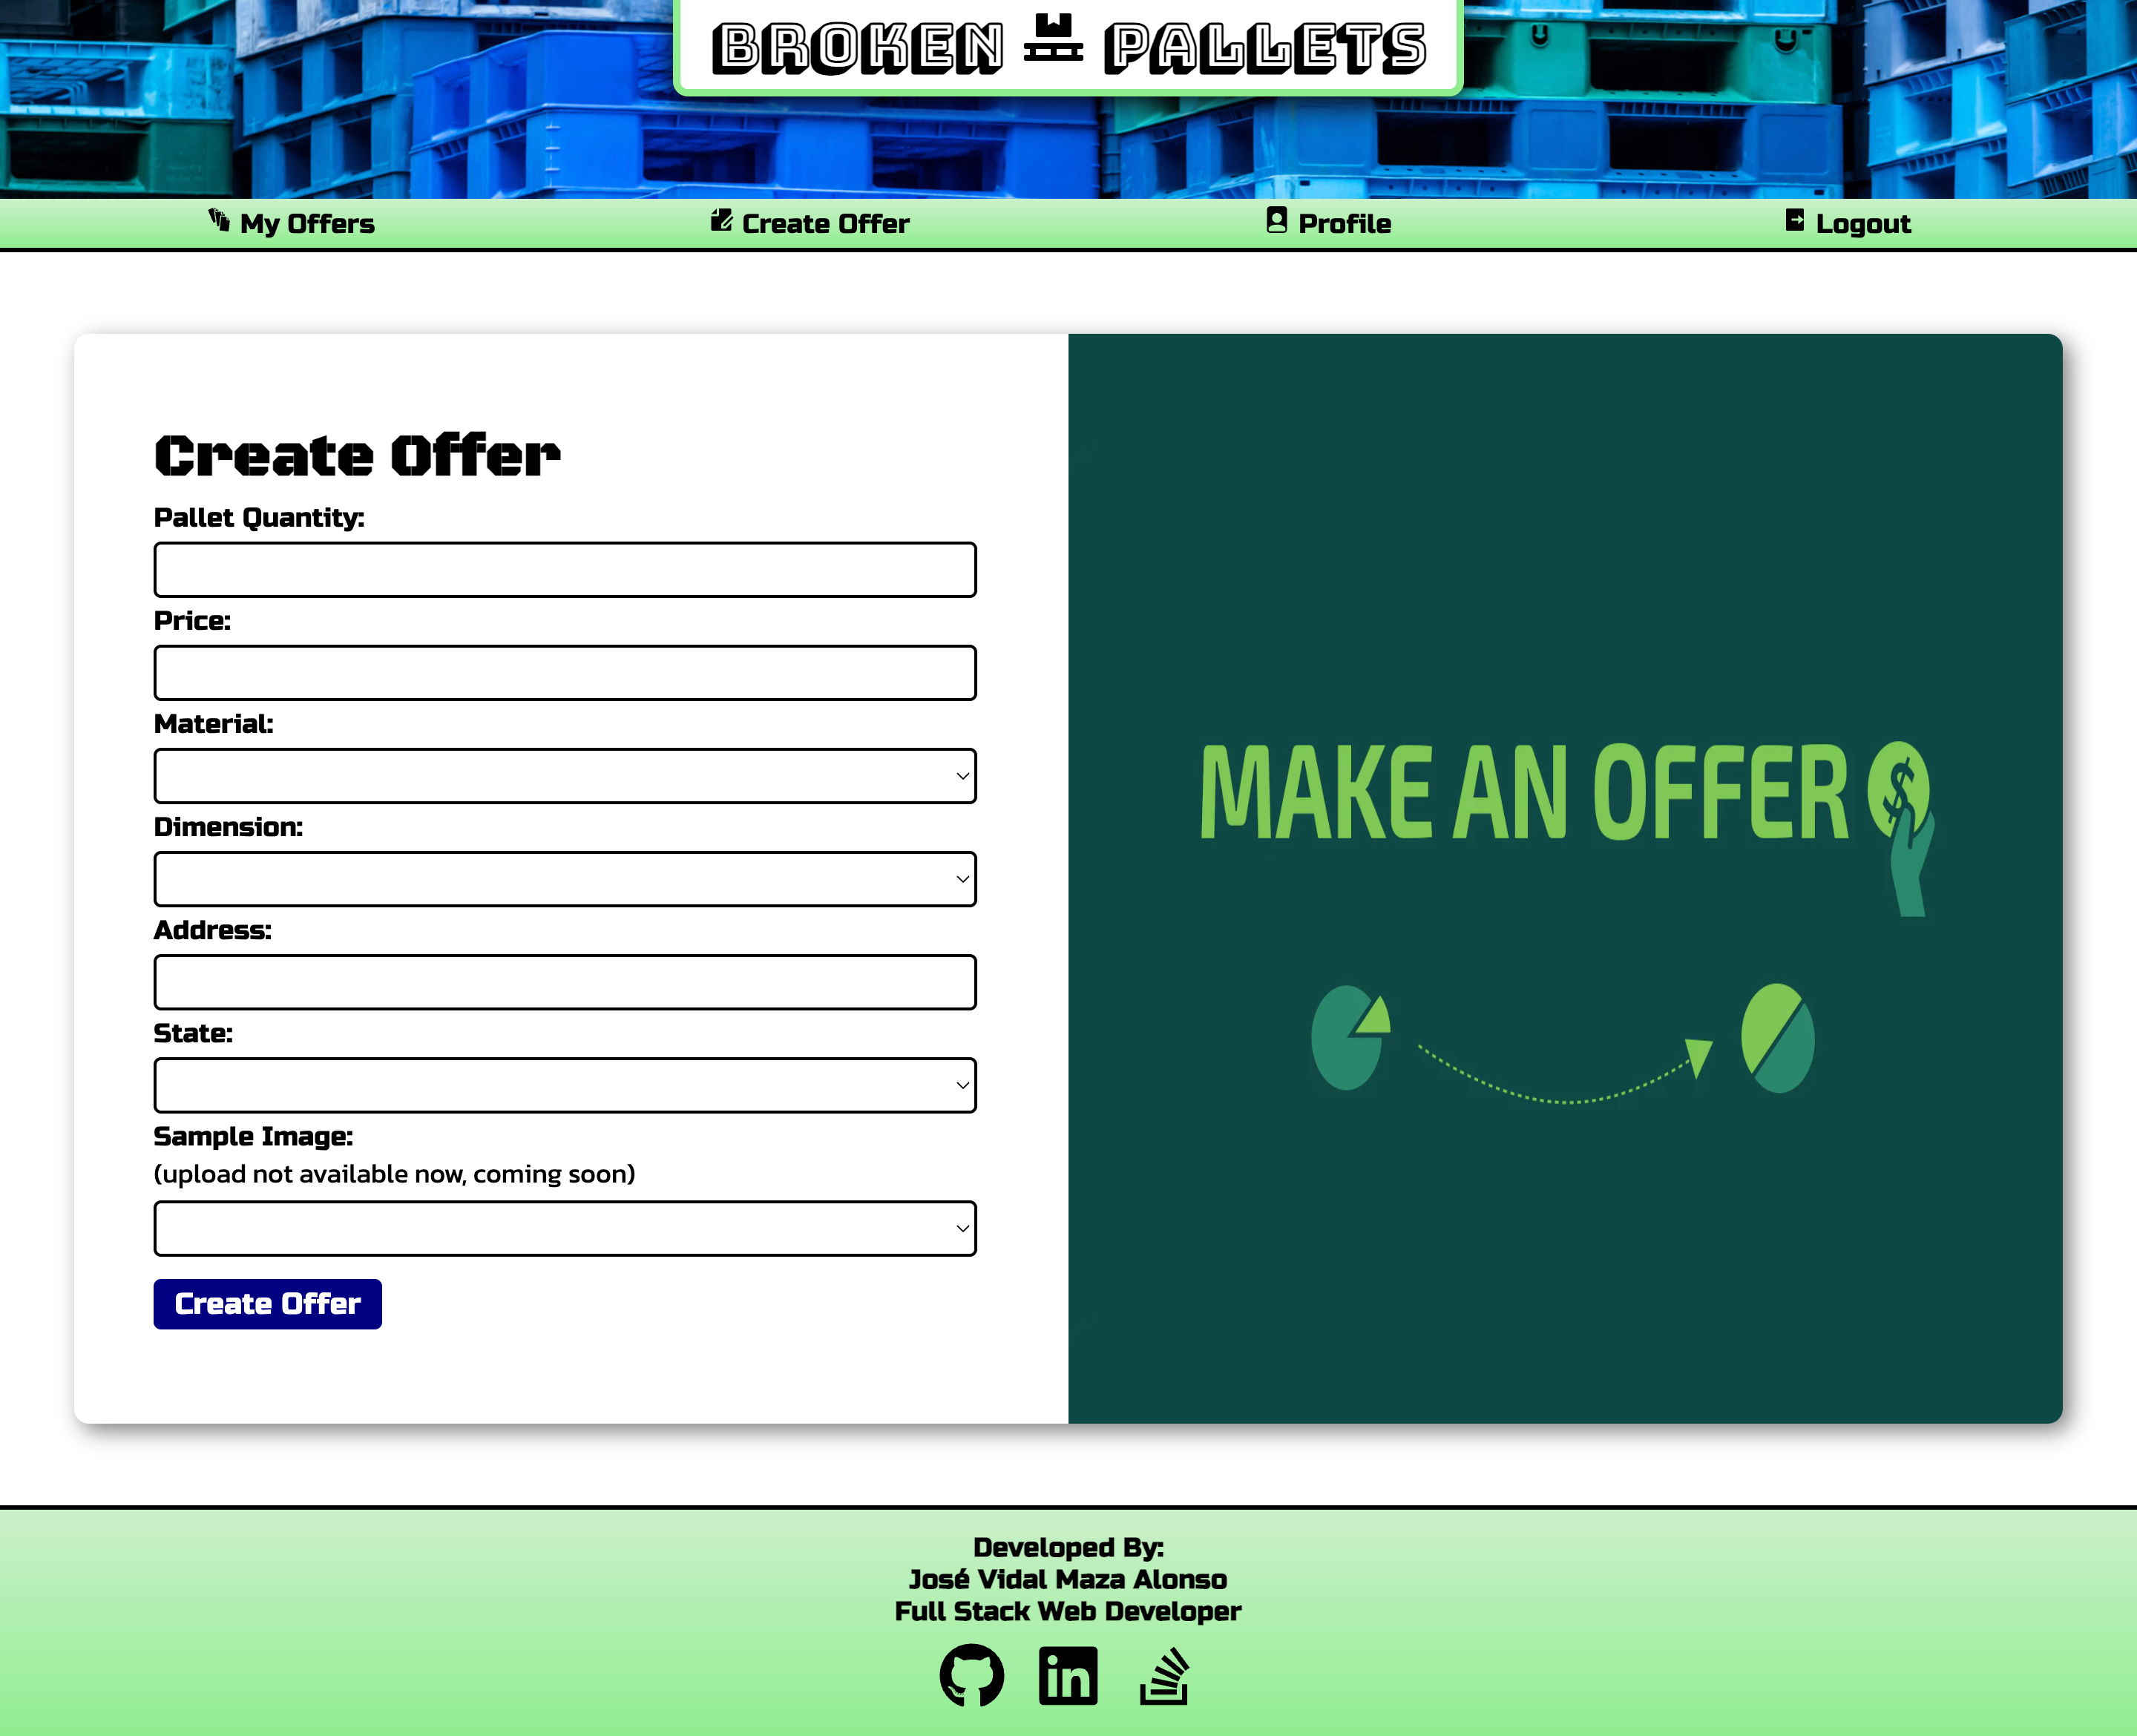 BROKEN PALLETS
My Offers
Create Offer
Profile
Logout
Create Offer
Pallet Quantity:
Price:
Material:
Dimension:
Address:
State:
Sample Image:
(upload not available now, coming soon)
Create Offer
MAKE AN OFFER
$
Developed By:
José Vidal Maza Alonso
Full Stack Web Developer
in